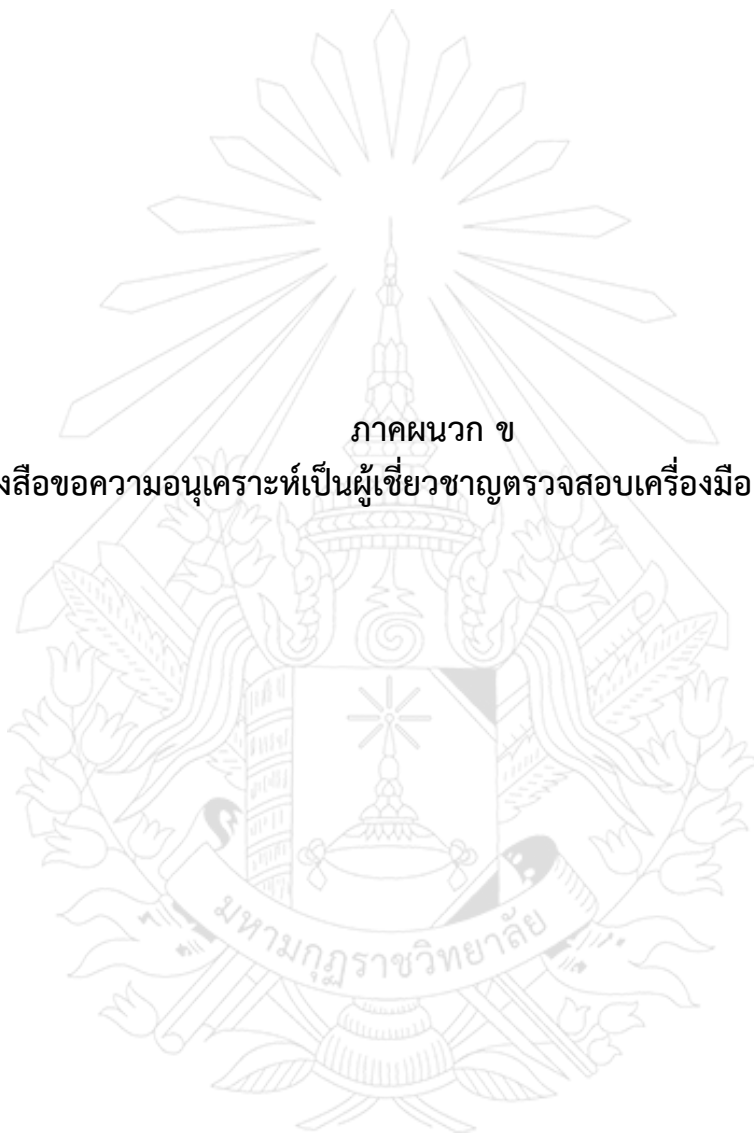 ภาคผนวก ข
งสือขอความอนุเคราะห์เป็นผู้เชี่ยวชาญตรวจสอบเครื่องมือ
มหามกุฏราชวิทยาลัย